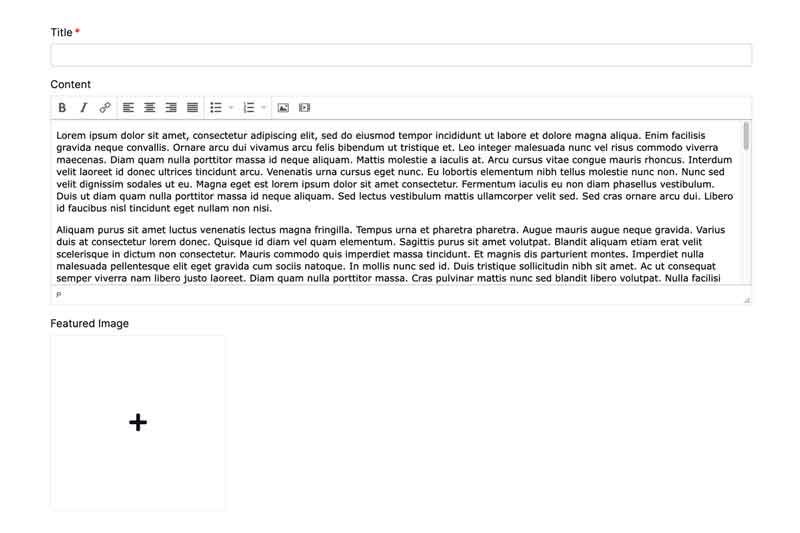 Title *
Content
Lorem ipsum dolor sit amet, consectetur adipiscing elit, sed do eiusmod tempor incididunt ut labore et dolore magna aliqua. Enim facilisis
gravida neque convallis. Ornare arcu dui vivamus arcu felis bibendum ut tristique et. Leo integer malesuada nunc vel risus commodo viverra
maecenas. Diam quam nulla porttitor massa id neque aliquam. Mattis molestie a iaculis at. Arcu cursus vitae congue mauris rhoncus. Interdum
velit laoreet id donec ultrices tincidunt arcu. Venenatis urna cursus eget nunc. Eu lobortis elementum nibh tellus molestie nunc non. Nunc sed
velit dignissim sodales ut eu. Magna eget est lorem ipsum dolor sit amet consectetur. Fermentum iaculis eu non diam phasellus vestibulum.
Duis ut diam quam nulla porttitor massa id neque aliquam. Sed lectus vestibulum mattis ullamcorper velit sed. Sed cras ornare arcu dui. Libero
id faucibus nisl tincidunt eget nullam non nisi.
Aliquam purus sit amet luctus venenatis lectus magna fringilla. Tempus urna et pharetra pharetra. Augue mauris augue neque gravida. Varius
duis at consectetur lorem donec. Quisque id diam vel quam elementum. Sagittis purus sit amet volutpat. Blandit aliquam etiam erat velit
scelerisque in dictum non consectetur. Mauris commodo quis imperdiet massa tincidunt. Et magnis dis parturient montes. Imperdiet nulla
malesuada pellentesque elit eget gravida cum sociis natoque. In mollis nunc sed id. Duis tristique sollicitudin nibh sit amet. Ac ut consequat
semper viverra nam libero justo laoreet. Diam quam nulla porttitor massa. Cras pulvinar mattis nunc sed blandit libero volutpat. Nulla facilisi
P
Featured Image